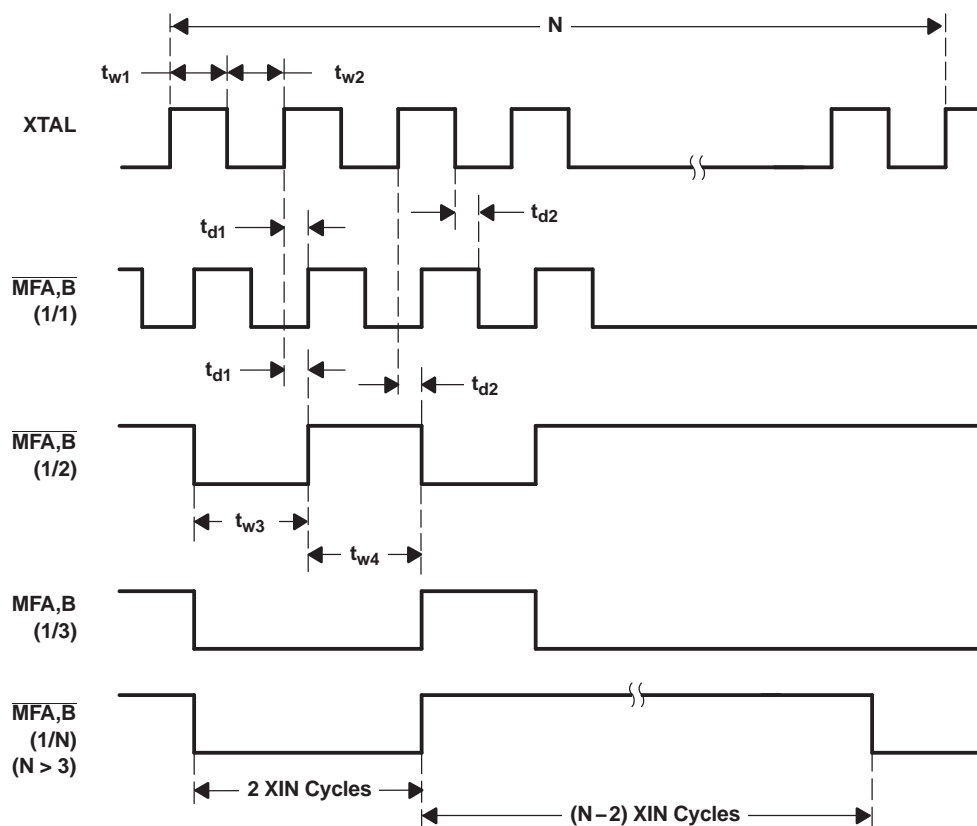 N
tw1
tw2
XTAL
td1
td2
MFA,B
(1/1)
td1
td2
MFA,B
(1/2)
tw3
tw4
MFA,B
(1/3)
MFA,B
(1/N)
(N > 3)
2 XIN Cycles
(N−2) XIN Cycles